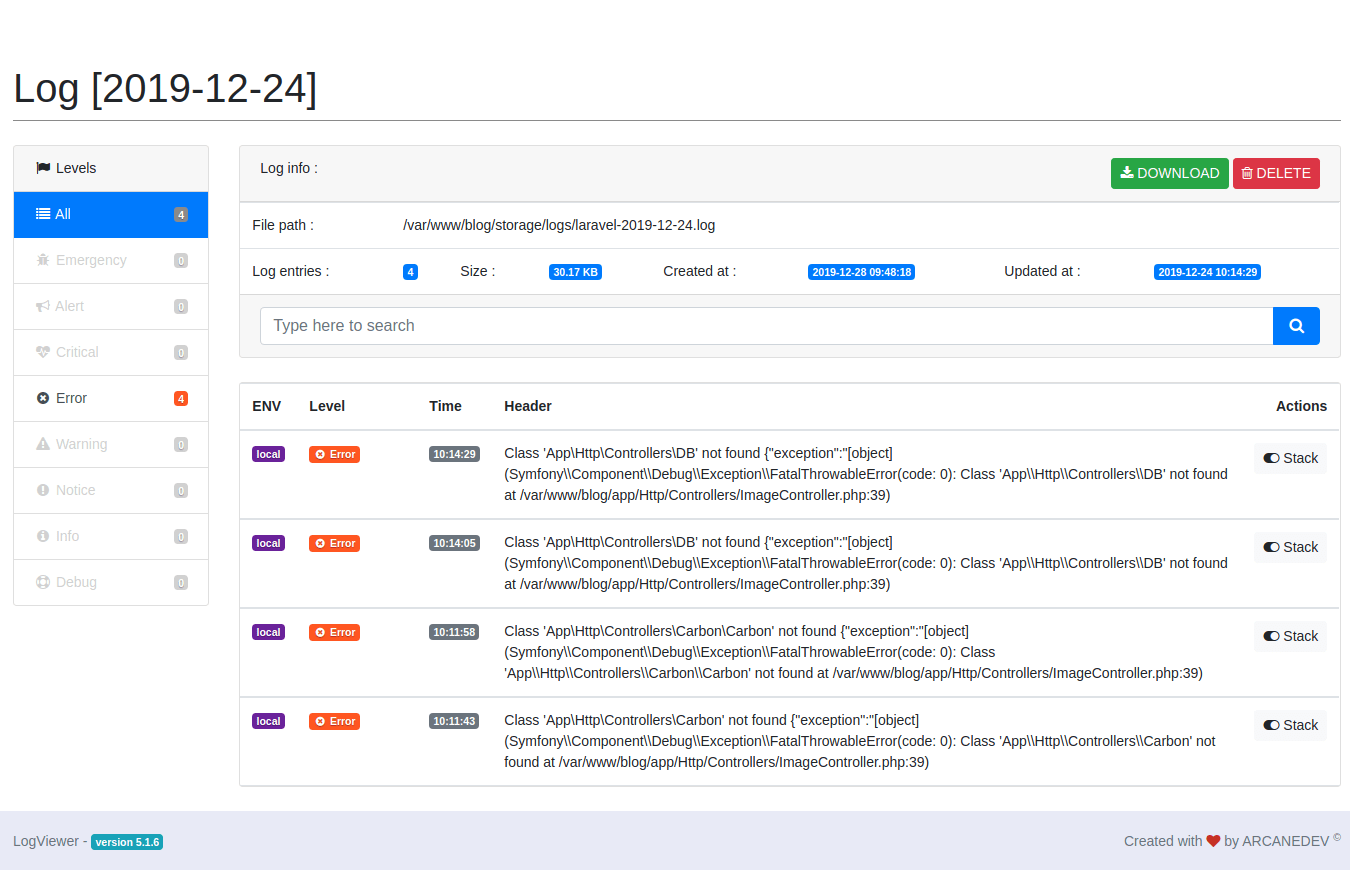 Log [2019-12-24]
Levels
All 4
Emergency 0
Alert 0
Critical 0
Error 4
Warning 0
Notice 0
Info 0
Debug 0
Log info : DOWNLOAD DELETE
File path : /var/www/blog/storage/logs/laravel-2019-12-24.log
Log entries : 4 Size : 30.17 KB Created at : 2019-12-28 09:48:18 Updated at : 2019-12-24 10:14:29
Type here to search
ENV Level Time Header Actions
local Error 10:14:29 Class 'App\Http\Controllers\DB' not found {"exception":"[object] Stack
(Symfony\\Component\\Debug\\Exception\\FatalThrowableError(code: 0): Class 'App\\Http\\Controllers\\DB' not found
at /var/www/blog/app/Http/Controllers/ImageController.php:39)
local Error 10:14:05 Class 'App\Http\Controllers\DB' not found {"exception":"[object] Stack
(Symfony\\Component\\Debug\\Exception\\FatalThrowableError(code: 0): Class 'App\\Http\\Controllers\\DB' not found
at /var/www/blog/app/Http/Controllers/ImageController.php:39)
local Error 10:11:58 Class 'App\Http\Controllers\Carbon\Carbon' not found {"exception":"[object] Stack
(Symfony\\Component\\Debug\\Exception\\FatalThrowableError(code: 0): Class
'App\\Http\\Controllers\\Carbon\\Carbon' not found at /var/www/blog/app/Http/Controllers/ImageController.php:39)
local Error 10:11:43 Class 'App\Http\Controllers\Carbon' not found {"exception":"[object] Stack
(Symfony\\Component\\Debug\\Exception\\FatalThrowableError(code: 0): Class 'App\\Http\\Controllers\\Carbon' not
found at /var/www/blog/app/Http/Controllers/ImageController.php:39)
LogViewer - version 5.1.6 Created with ❤ by ARCANEDEV ©